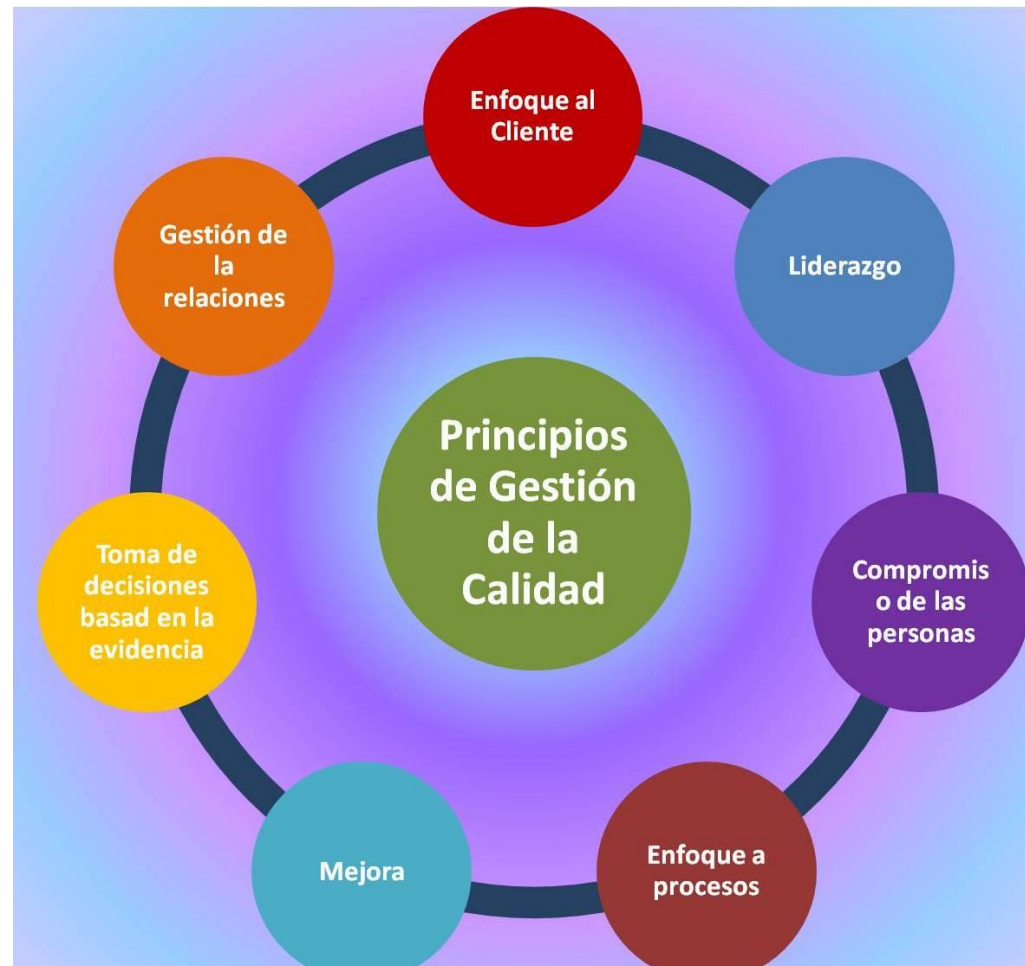 Enfoque al
Cliente
Liderazgo
Compromis
o de las
personas
Enfoque a
procesos
Mejora
Toma de
decisiones
basad en la
evidencia
Gestión de
la
relaciones
Principios
de Gestión
de la
Calidad